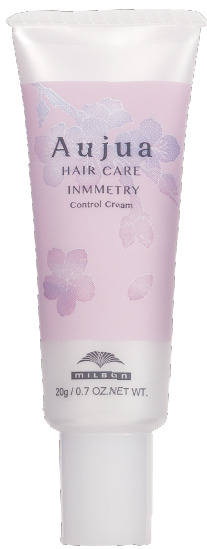 Aujua
HAIR CARE
INMMETRY
Control Cream
MILBON
20g / 0.7 OZ.NET WT.